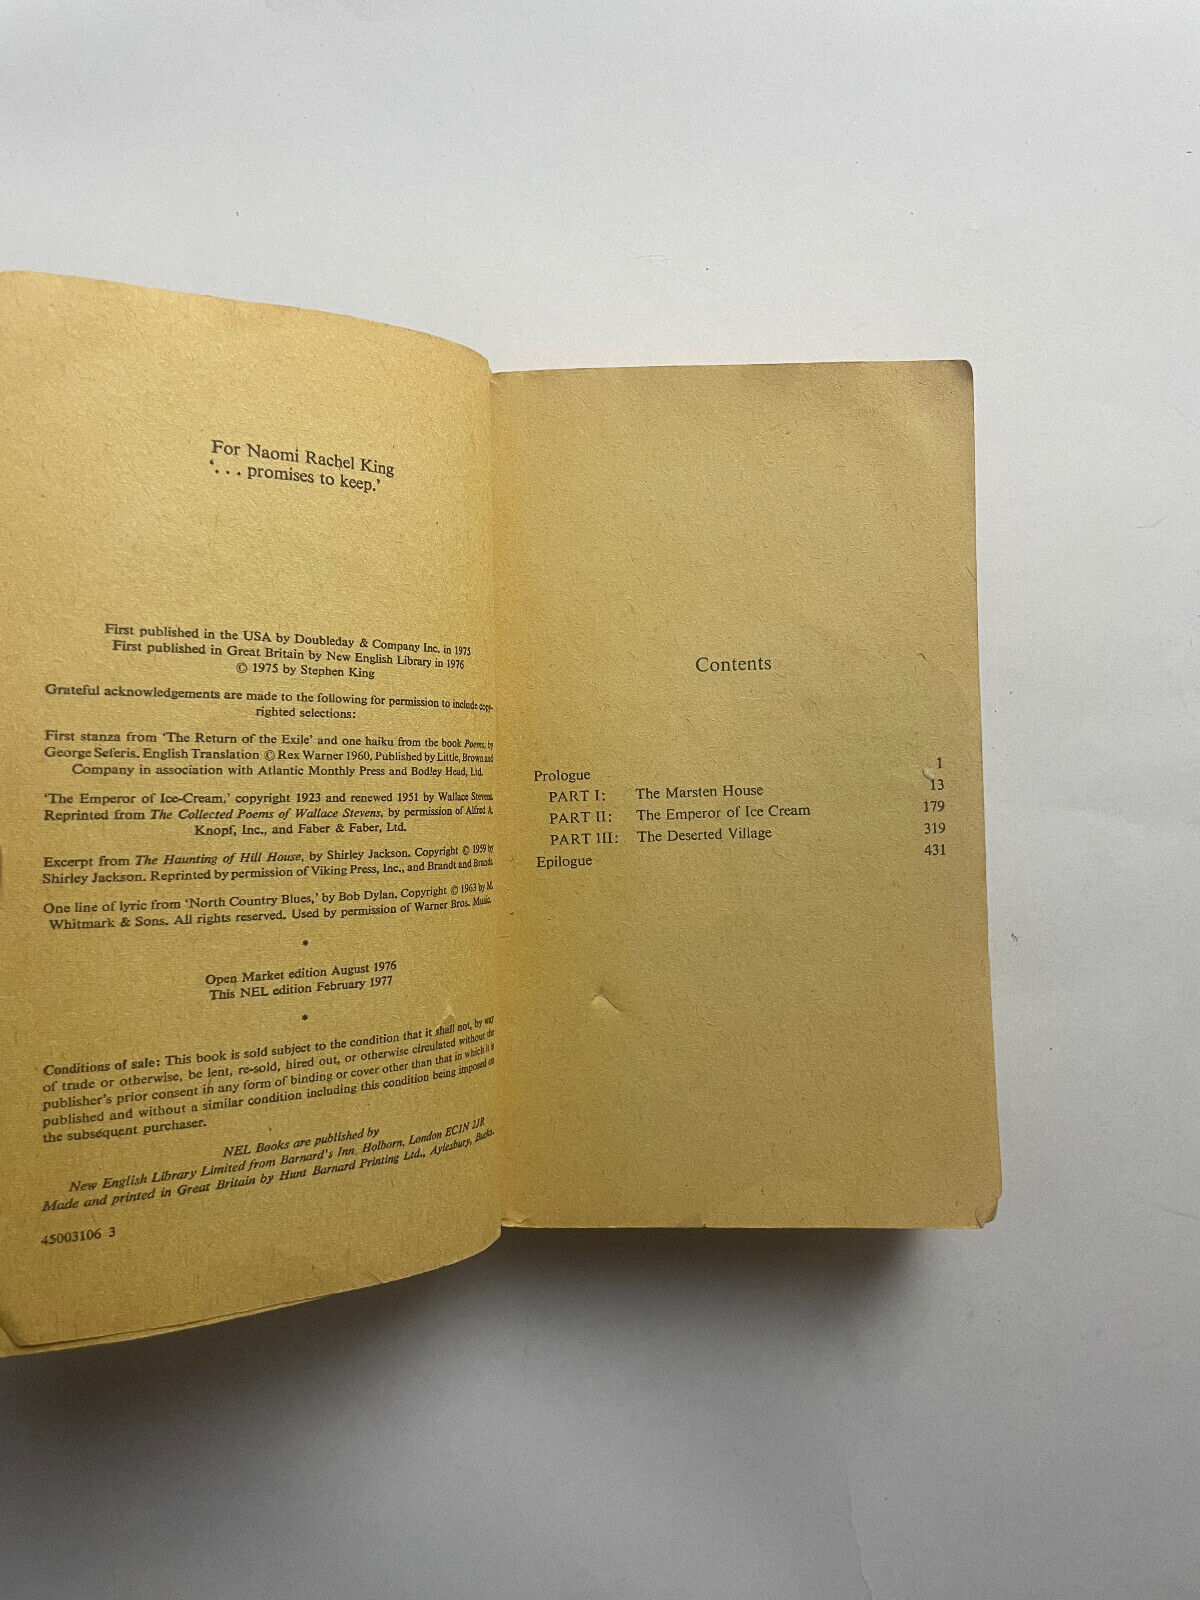 For Naomi Rachel King
‘. . . promises to keep.’
First published in the USA by Doubleday & Company Inc. in 1975
First published in Great Britain by New English Library in 1976
© 1975 by Stephen King
Grateful acknowledgements are made to the following for permission to include copy-
righted selections:
First stanza from ‘The Return of the Exile’ and one haiku from the book Poems, by
George Seferis. English Translation © Rex Warner 1960, Published by Little, Brown and
Company in association with Atlantic Monthly Press and Bodley Head, Ltd.
‘The Emperor of Ice-Cream,’ copyright 1923 and renewed 1951 by Wallace Stevens.
Reprinted from The Collected Poems of Wallace Stevens, by permission of Alfred A.
Knopf, Inc., and Faber & Faber, Ltd.
Excerpt from The Haunting of Hill House, by Shirley Jackson. Copyright © 1959 by
Shirley Jackson. Reprinted by permission of Viking Press, Inc., and Brandt and Brandt.
One line of lyric from ‘North Country Blues,’ by Bob Dylan. Copyright © 1963 by M.
Whitmark & Sons. All rights reserved. Used by permission of Warner Bros. Music.
*
Open Market edition August 1976
This NEL edition February 1977
*
Conditions of sale: This book is sold subject to the condition that it shall not, by way
of trade or otherwise, be lent, re-sold, hired out, or otherwise circulated without the
publisher’s prior consent in any form of binding or cover other than that in which it is
published and without a similar condition including this condition being imposed on
the subsequent purchaser.
NEL Books are published by
New English Library Limited from Barnard’s Inn, Holborn, London EC1N 2JR
Made and printed in Great Britain by Hunt Barnard Printing Ltd., Aylesbury, Bucks.
45003106 3
Contents
Prologue 1
PART I: The Marsten House 13
PART II: The Emperor of Ice Cream 179
PART III: The Deserted Village 319
Epilogue 431